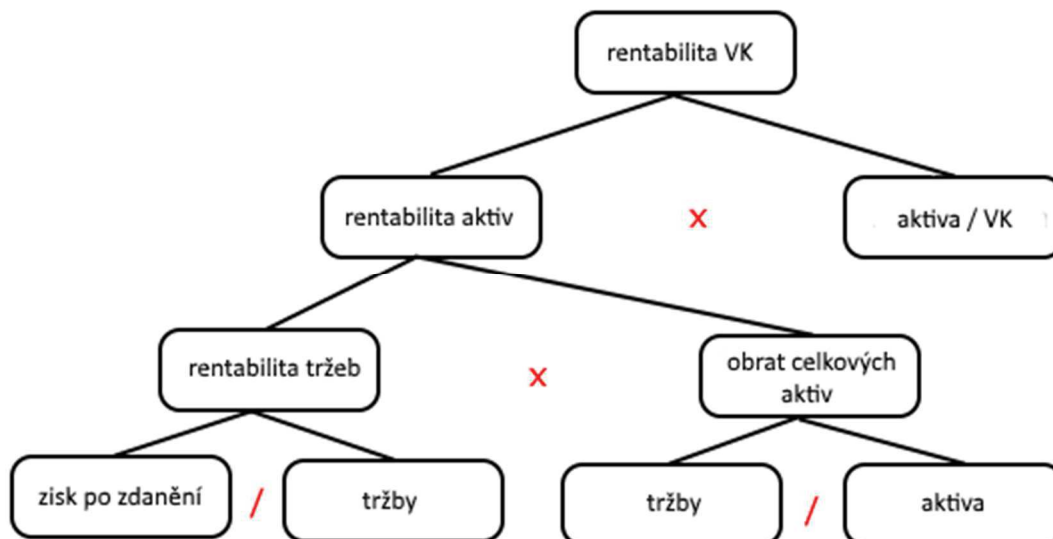 rentabilita VK
rentabilita aktiv
x
aktiva / VK
rentabilita tržeb
x
obrat celkových
aktiv
zisk po zdanění
/
tržby
tržby
/
aktiva